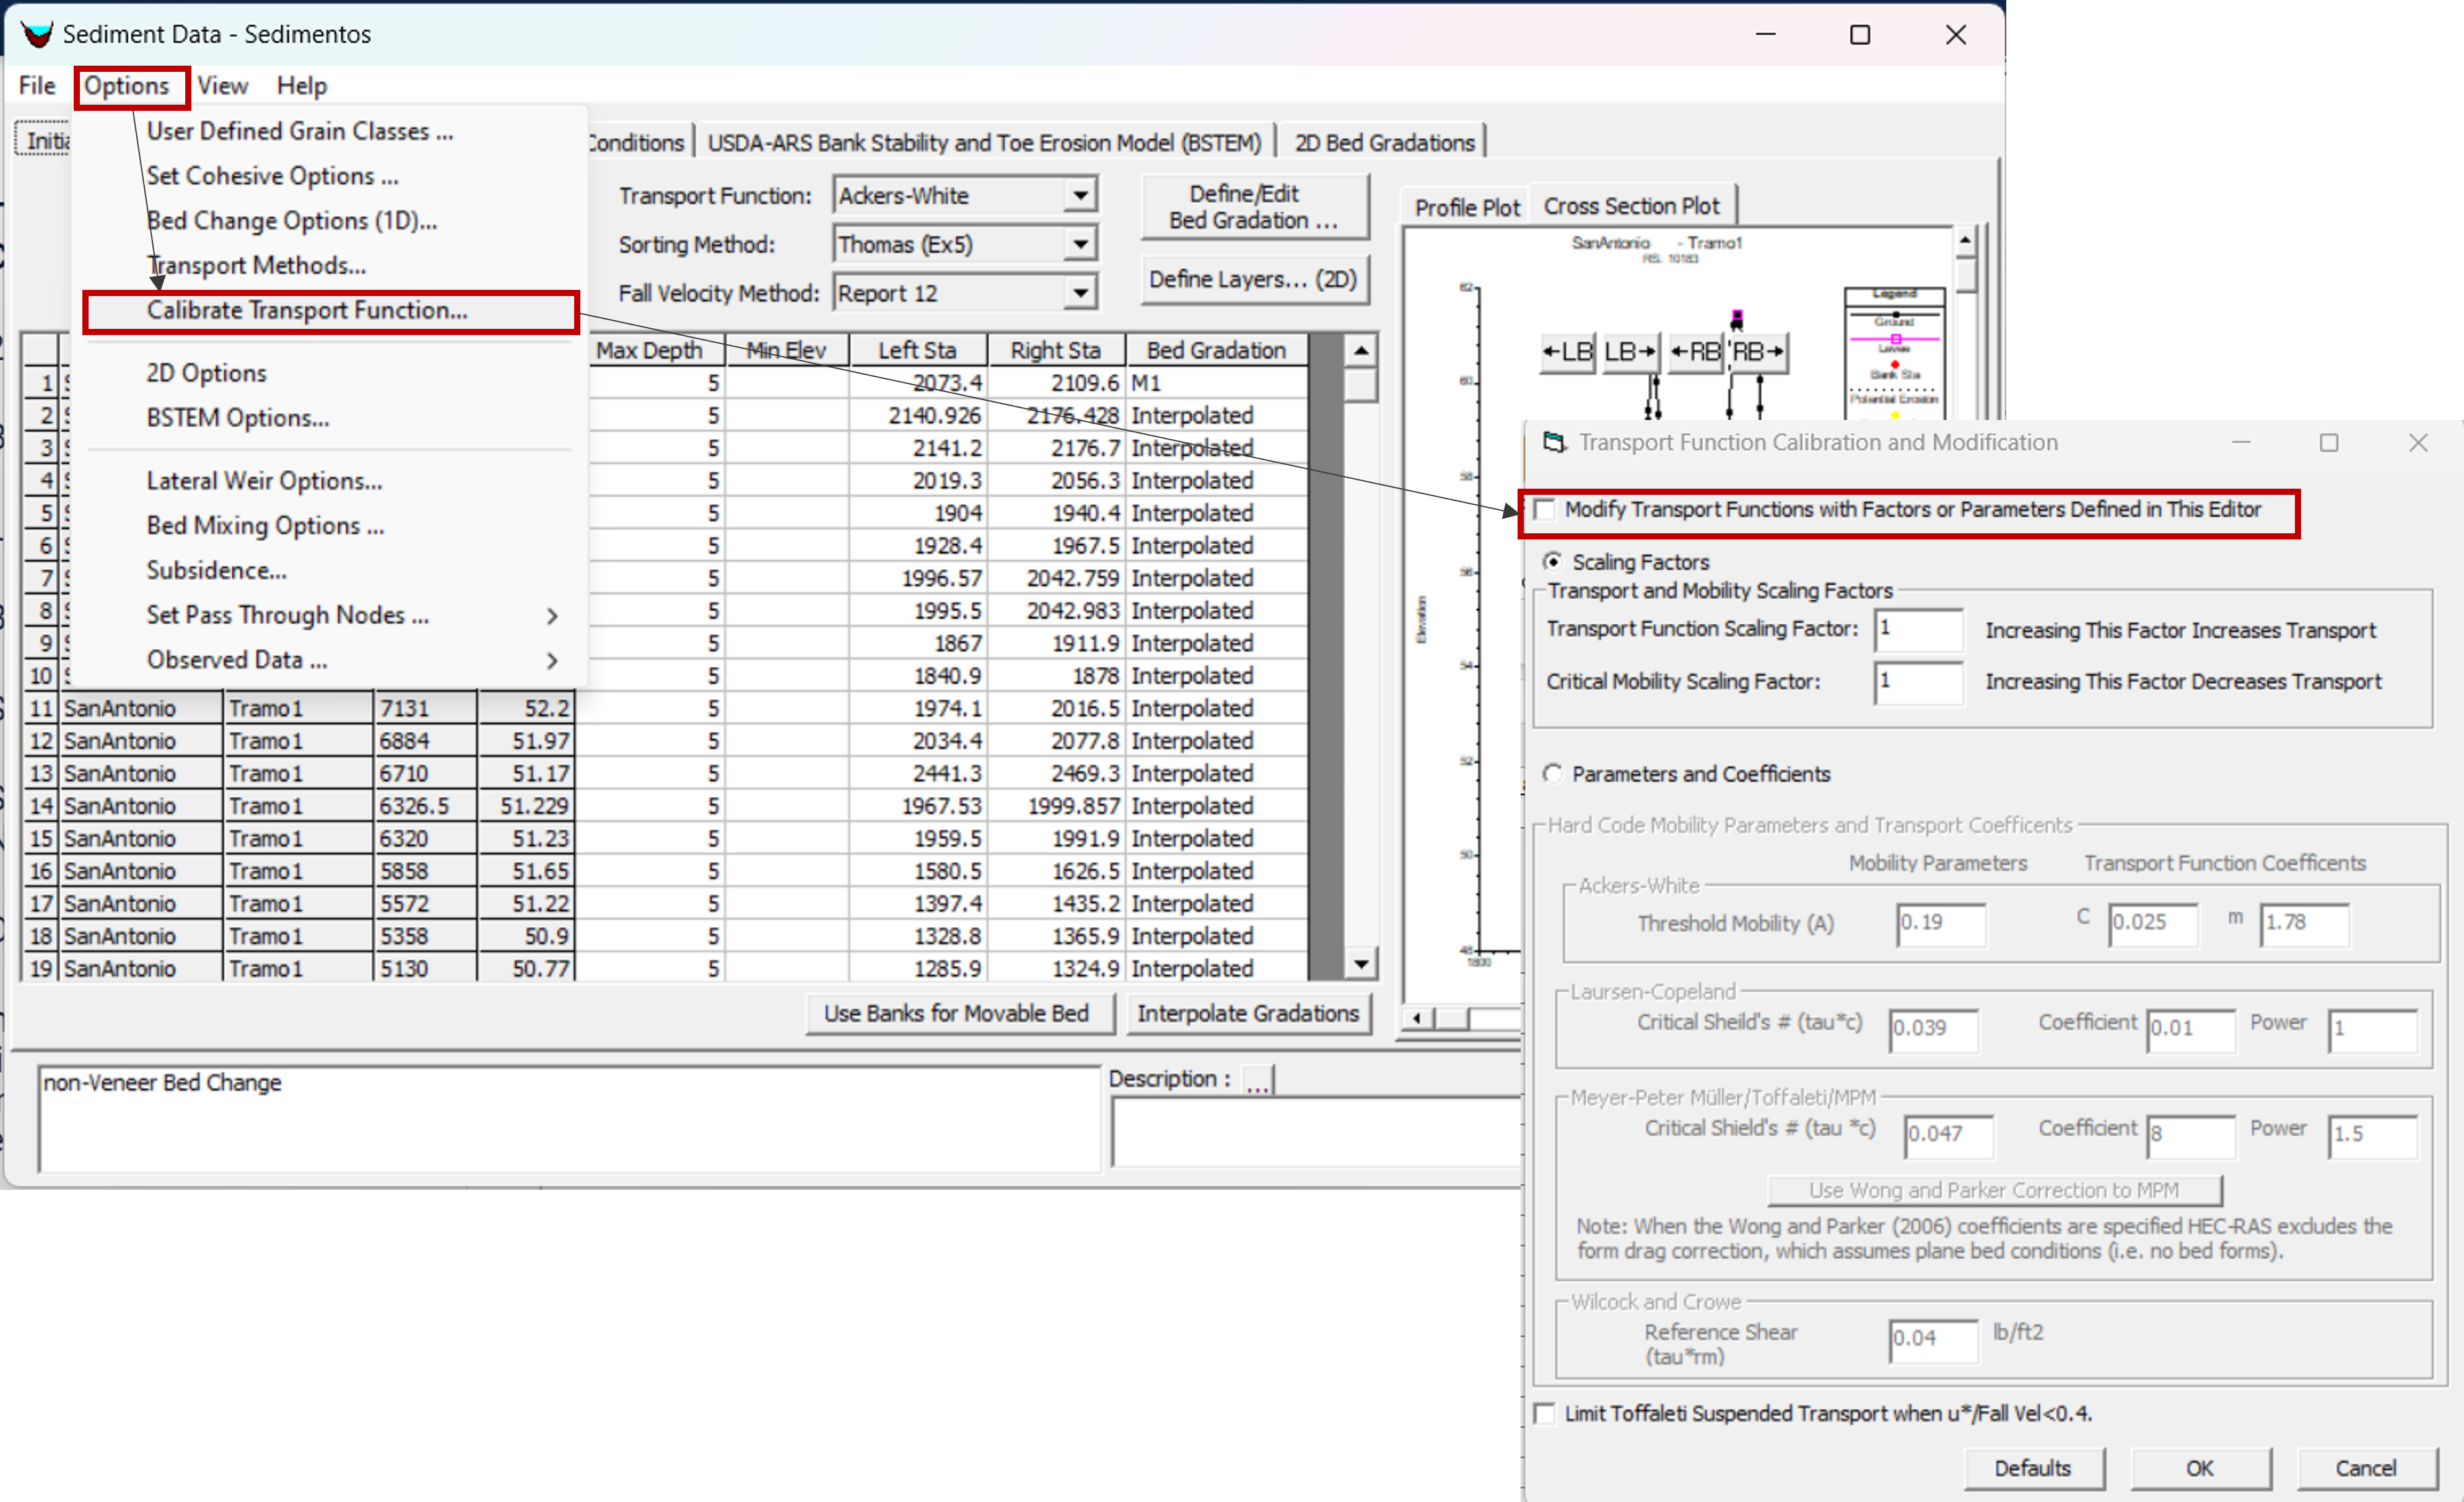 Sediment Data - Sedimentos
File Options View Help
User Defined Grain Classes ...
Set Cohesive Options ...
Bed Change Options (1D)...
Transport Methods...
Calibrate Transport Function...
2D Options
BSTEM Options...
Lateral Weir Options...
Bed Mixing Options ...
Subsidence...
Set Pass Through Nodes ...
Observed Data ...
Conditions USDA-ARS Bank Stability and Toe Erosion Model (BSTEM) 2D Bed Gradations
Transport Function: Ackers-White
Sorting Method: Thomas (Ex5)
Fall Velocity Method: Report 12
Define/Edit
Bed Gradation ...
Define Layers... (2D)
Max Depth Min Elev Left Sta Right Sta Bed Gradation
1 5 2073.4 2109.6 M1
2 5 2140.926 2176.428 Interpolated
3 5 2141.2 2176.7 Interpolated
4 5 2019.3 2056.3 Interpolated
5 5 1904 1940.4 Interpolated
6 5 1928.4 1967.5 Interpolated
7 5 1996.57 2042.759 Interpolated
8 5 1995.5 2042.983 Interpolated
9 5 1867 1911.9 Interpolated
10 5 1840.9 1878 Interpolated
11 SanAntonio Tramo1 7131 52.2 5 1974.1 2016.5 Interpolated
12 SanAntonio Tramo1 6884 51.97 5 2034.4 2077.8 Interpolated
13 SanAntonio Tramo1 6710 51.17 5 2441.3 2469.3 Interpolated
14 SanAntonio Tramo1 6326.5 51.229 5 1967.53 1999.857 Interpolated
15 SanAntonio Tramo1 6320 51.23 5 1959.5 1991.9 Interpolated
16 SanAntonio Tramo1 5858 51.65 5 1580.5 1626.5 Interpolated
17 SanAntonio Tramo1 5572 51.22 5 1397.4 1435.2 Interpolated
18 SanAntonio Tramo1 5358 50.9 5 1328.8 1365.9 Interpolated
19 SanAntonio Tramo1 5130 50.77 5 1285.9 1324.9 Interpolated
Use Banks for Movable Bed Interpolate Gradations
non-Veneer Bed Change
Description : ...
Profile Plot Cross Section Plot
SanAntonio - Tramo1
RS: 10183
LB LB RB RB
Legend
Ground
Levee
Bank Sta
Potential Erosion
Elevation
62
60
58
56
54
52
50
48
1800
Transport Function Calibration and Modification
Modify Transport Functions with Factors or Parameters Defined in This Editor
Scaling Factors
Transport and Mobility Scaling Factors
Transport Function Scaling Factor: 1 Increasing This Factor Increases Transport
Critical Mobility Scaling Factor: 1 Increasing This Factor Decreases Transport
Parameters and Coefficients
Hard Code Mobility Parameters and Transport Coefficents
Mobility Parameters Transport Function Coefficents
Ackers-White
Threshold Mobility (A) 0.19 C 0.025 m 1.78
Laursen-Copeland
Critical Sheild's # (tau*c) 0.039 Coefficient 0.01 Power 1
Meyer-Peter Müller/Toffaleti/MPM
Critical Shield's # (tau *c) 0.047 Coefficient 8 Power 1.5
Use Wong and Parker Correction to MPM
Note: When the Wong and Parker (2006) coefficients are specified HEC-RAS excludes the
form drag correction, which assumes plane bed conditions (i.e. no bed forms).
Wilcock and Crowe
Reference Shear
(tau*rm) 0.04 lb/ft2
Limit Toffaleti Suspended Transport when u*/Fall Vel<0.4.
Defaults OK Cancel